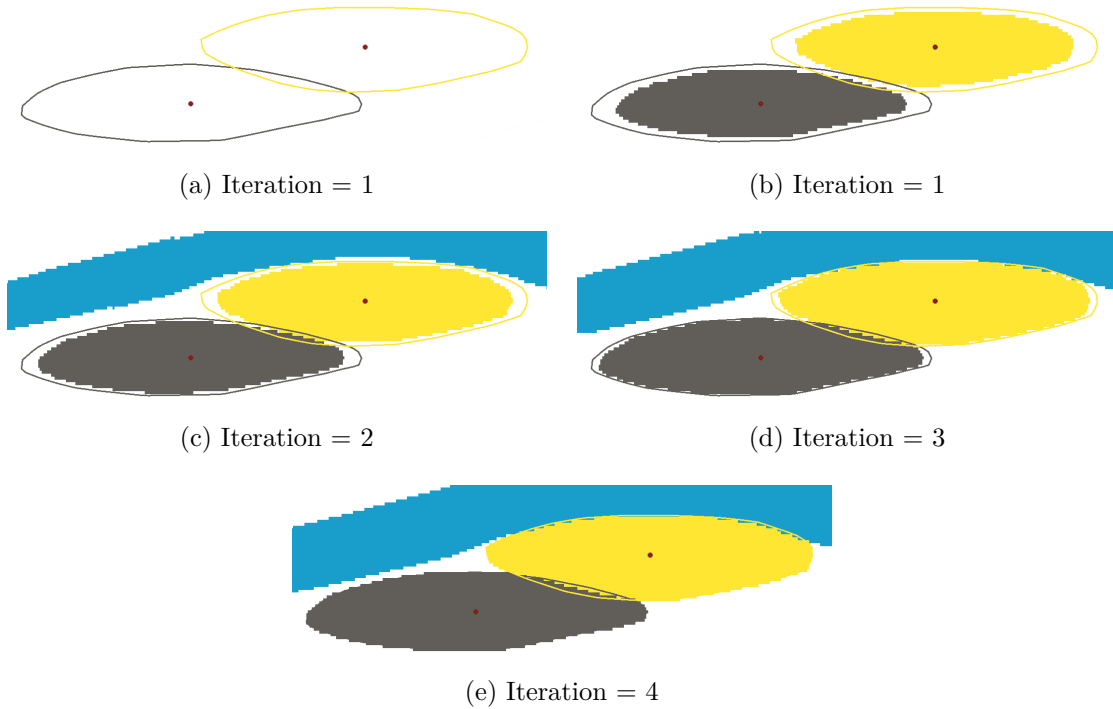 (a) Iteration = 1
(b) Iteration = 1
(c) Iteration = 2
(d) Iteration = 3
(e) Iteration = 4